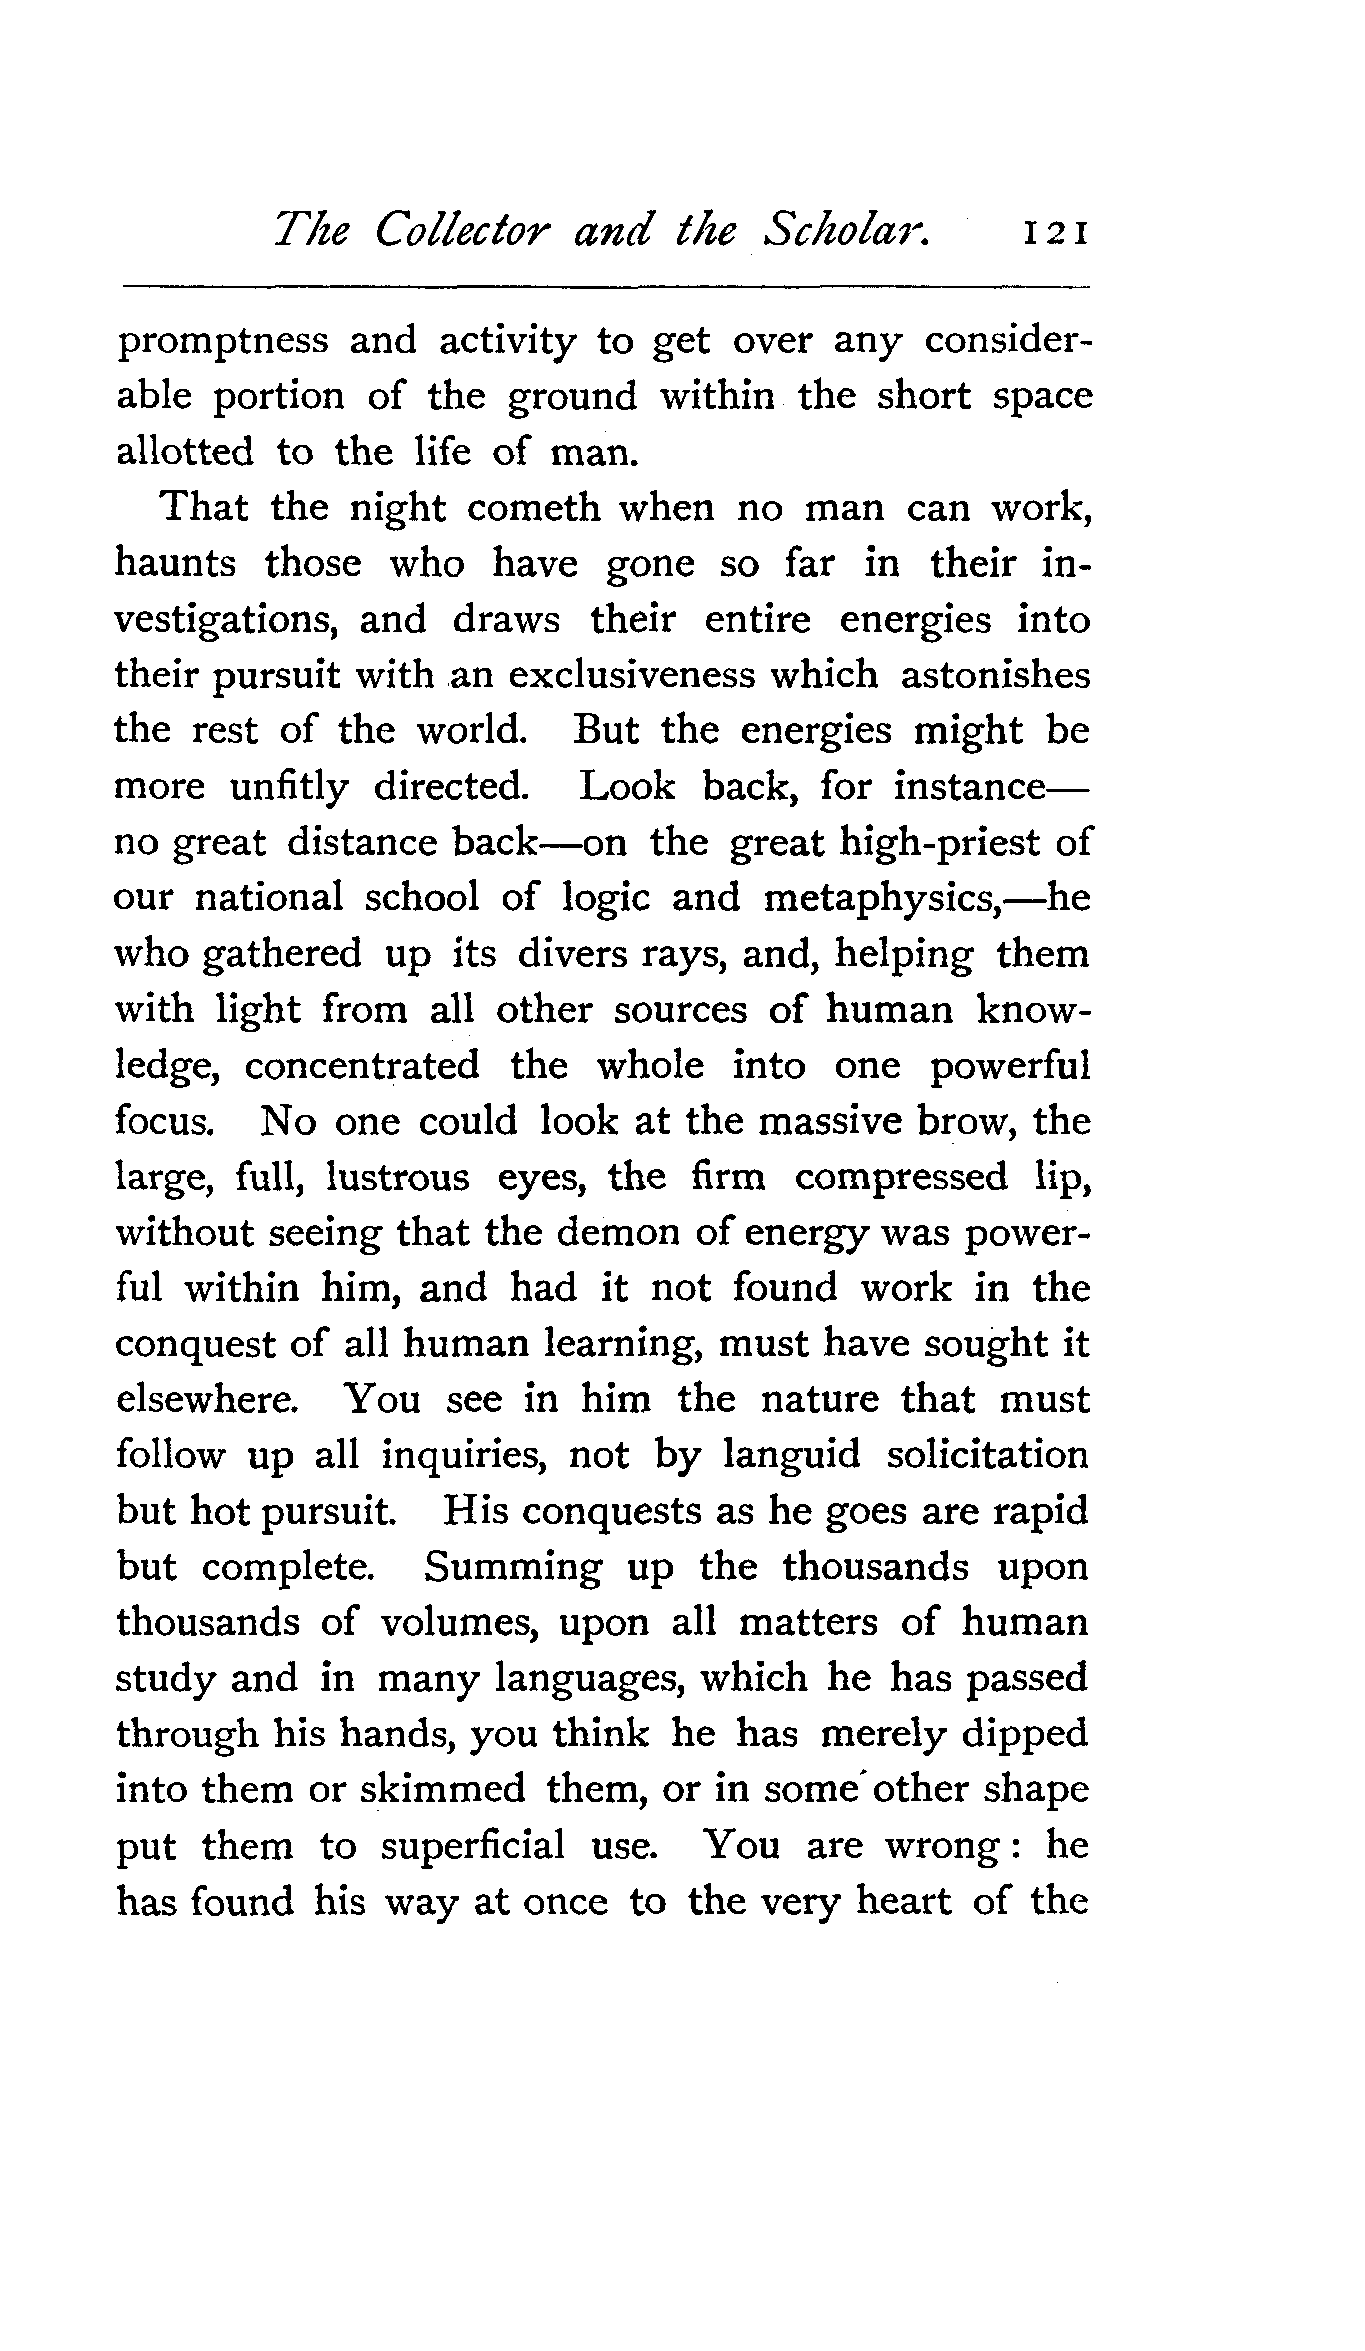 The Collector and the Scholar. 121
promptness and activity to get over any consider-
able portion of the ground within the short space
allotted to the life of man.
That the night cometh when no man can work,
haunts those who have gone so far in their in-
vestigations, and draws their entire energies into
their pursuit with an exclusiveness which astonishes
the rest of the world. But the energies might be
more unfitly directed. Look back, for instance—
no great distance back—on the great high-priest of
our national school of logic and metaphysics,—he
who gathered up its divers rays, and, helping them
with light from all other sources of human know-
ledge, concentrated the whole into one powerful
focus. No one could look at the massive brow, the
large, full, lustrous eyes, the firm compressed lip,
without seeing that the demon of energy was power-
ful within him, and had it not found work in the
conquest of all human learning, must have sought it
elsewhere. You see in him the nature that must
follow up all inquiries, not by languid solicitation
but hot pursuit. His conquests as he goes are rapid
but complete. Summing up the thousands upon
thousands of volumes, upon all matters of human
study and in many languages, which he has passed
through his hands, you think he has merely dipped
into them or skimmed them, or in some other shape
put them to superficial use. You are wrong : he
has found his way at once to the very heart of the